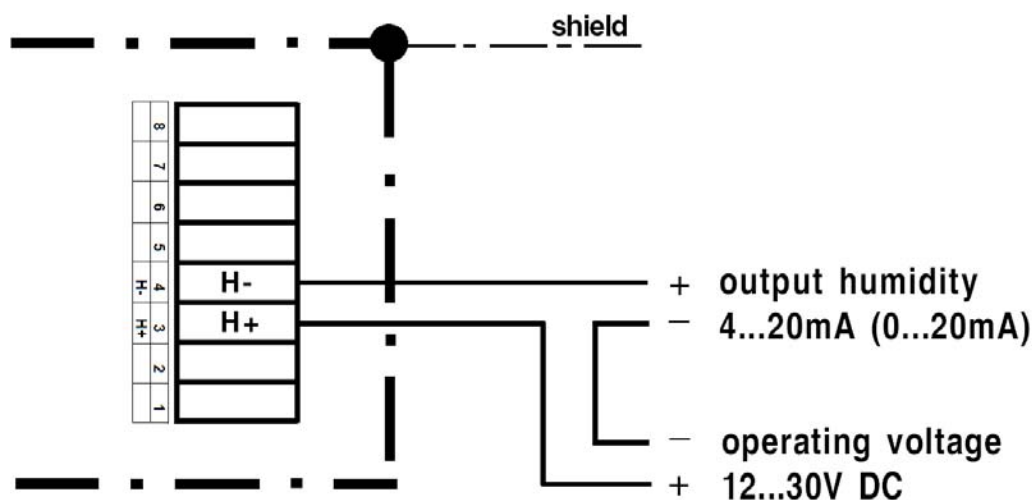 shield
8
7
6
5
H- 4 H-
H+ 3 H+
2
1
+ output humidity
− 4...20mA (0...20mA)
− operating voltage
+ 12...30V DC